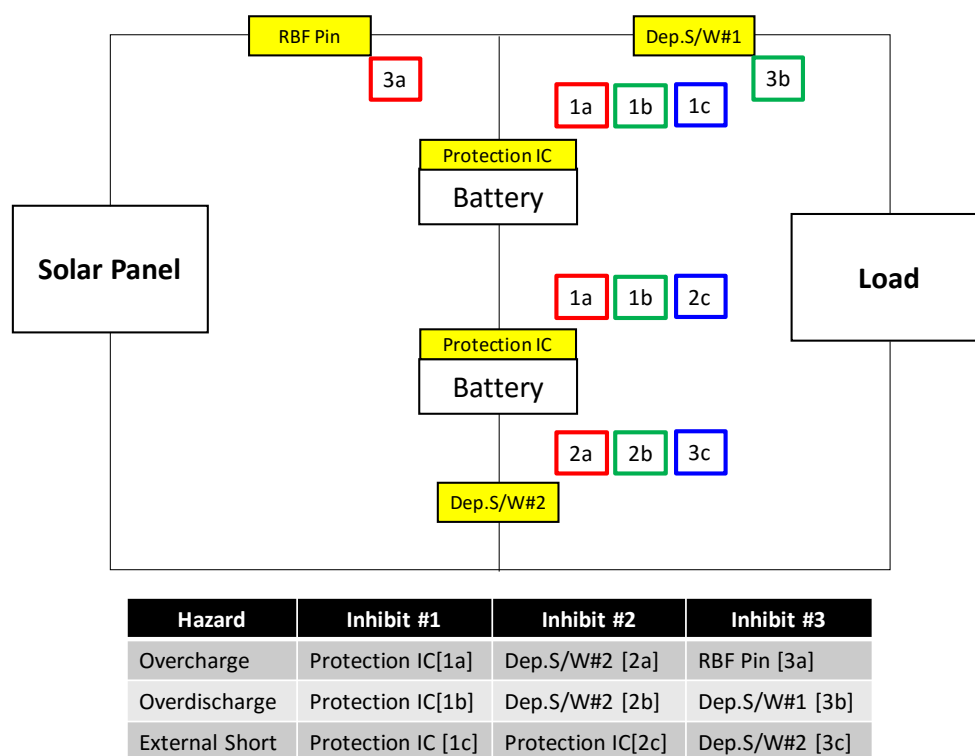 RBF Pin
Dep.S/W#1
3a
3b
1a 1b 1c
Protection IC
Battery
Solar Panel
Load
1a 1b 2c
Protection IC
Battery
2a 2b 3c
Dep.S/W#2
Hazard Inhibit #1 Inhibit #2 Inhibit #3
Overcharge Protection IC[1a] Dep.S/W#2 [2a] RBF Pin [3a]
Overdischarge Protection IC[1b] Dep.S/W#2 [2b] Dep.S/W#1 [3b]
External Short Protection IC [1c] Protection IC[2c] Dep.S/W#2 [3c]